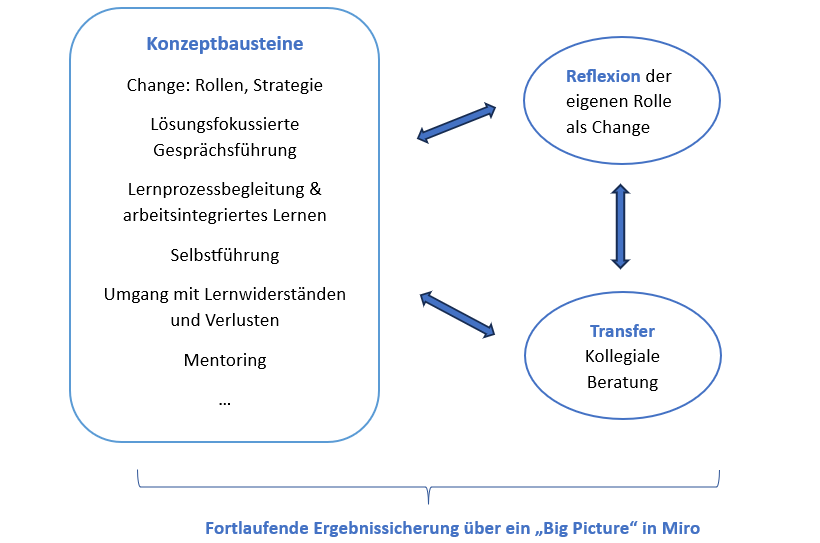 Konzeptbausteine
Change: Rollen, Strategie
Lösungsfokussierte
Gesprächsführung
Lernprozessbegleitung &
arbeitsintegriertes Lernen
Selbstführung
Umgang mit Lernwiderständen
und Verlusten
Mentoring
...
Reflexion der
eigenen Rolle
als Change
Transfer
Kollegiale
Beratung
Fortlaufende Ergebnissicherung über ein „Big Picture“ in Miro